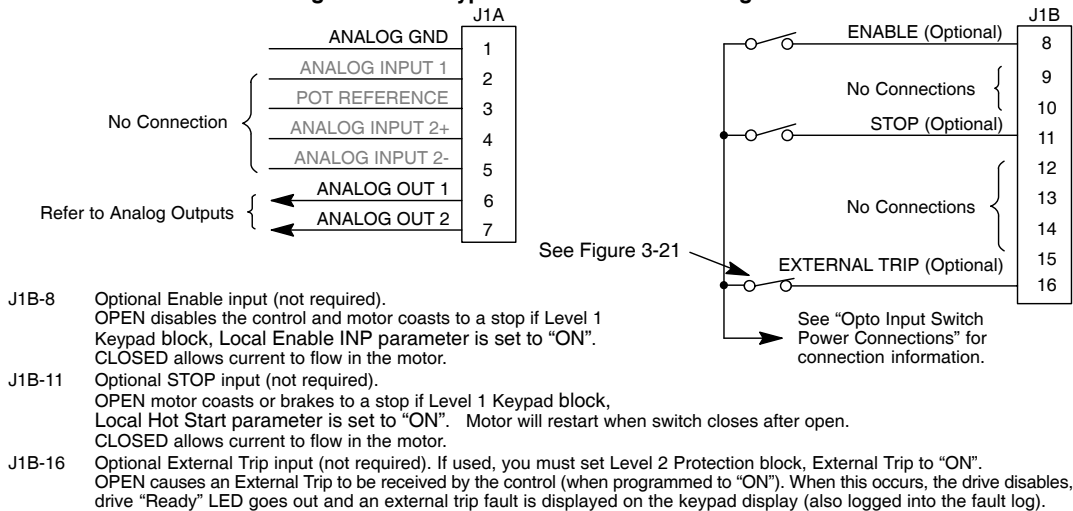 J1A
ANALOG GND 1
ANALOG INPUT 1 2
POT REFERENCE 3
ANALOG INPUT 2+ 4
ANALOG INPUT 2- 5
ANALOG OUT 1 6
ANALOG OUT 2 7
No Connection
Refer to Analog Outputs
J1B
ENABLE (Optional) 8
No Connections
9
10
STOP (Optional) 11
No Connections
12
13
14
15
See Figure 3-21
EXTERNAL TRIP (Optional) 16
See “Opto Input Switch
Power Connections” for
connection information.
J1B-8 Optional Enable input (not required).
OPEN disables the control and motor coasts to a stop if Level 1
Keypad block, Local Enable INP parameter is set to “ON”.
CLOSED allows current to flow in the motor.
J1B-11 Optional STOP input (not required).
OPEN motor coasts or brakes to a stop if Level 1 Keypad block,
Local Hot Start parameter is set to “ON”. Motor will restart when switch closes after open.
CLOSED allows current to flow in the motor.
J1B-16 Optional External Trip input (not required). If used, you must set Level 2 Protection block, External Trip to “ON”.
OPEN causes an External Trip to be received by the control (when programmed to “ON”). When this occurs, the drive disables,
drive “Ready” LED goes out and an external trip fault is displayed on the keypad display (also logged into the fault log).